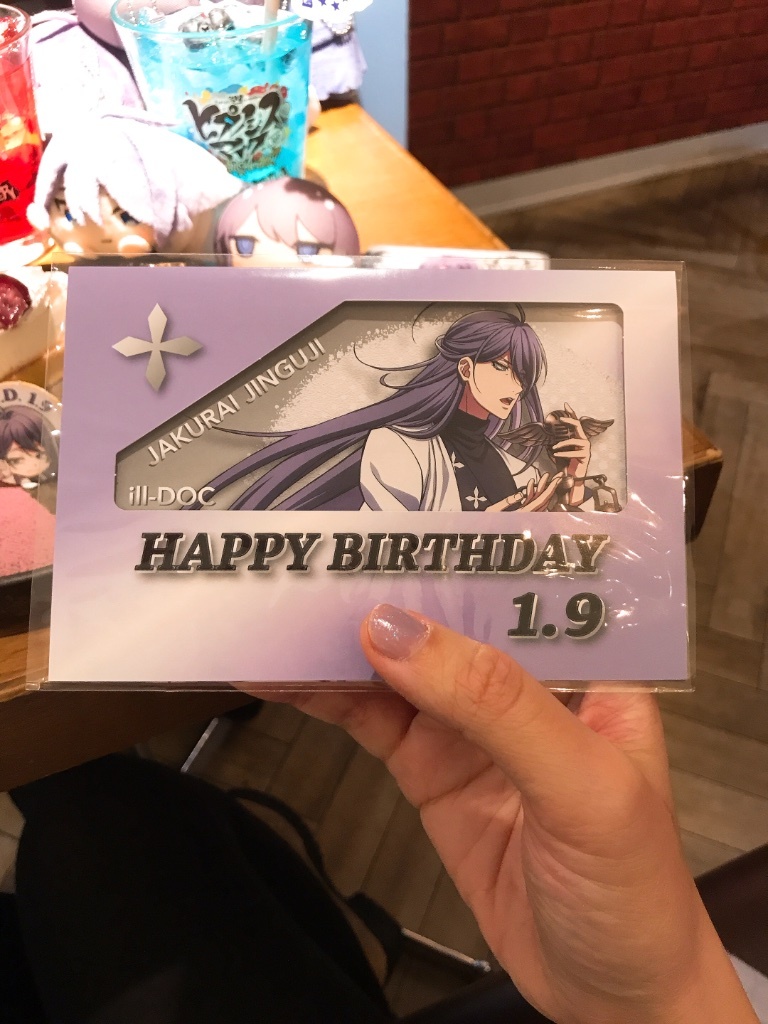 ヒプノシス
マイク
JAKURAI JINGUJI
ill-DOC
HAPPY BIRTHDAY
1.9